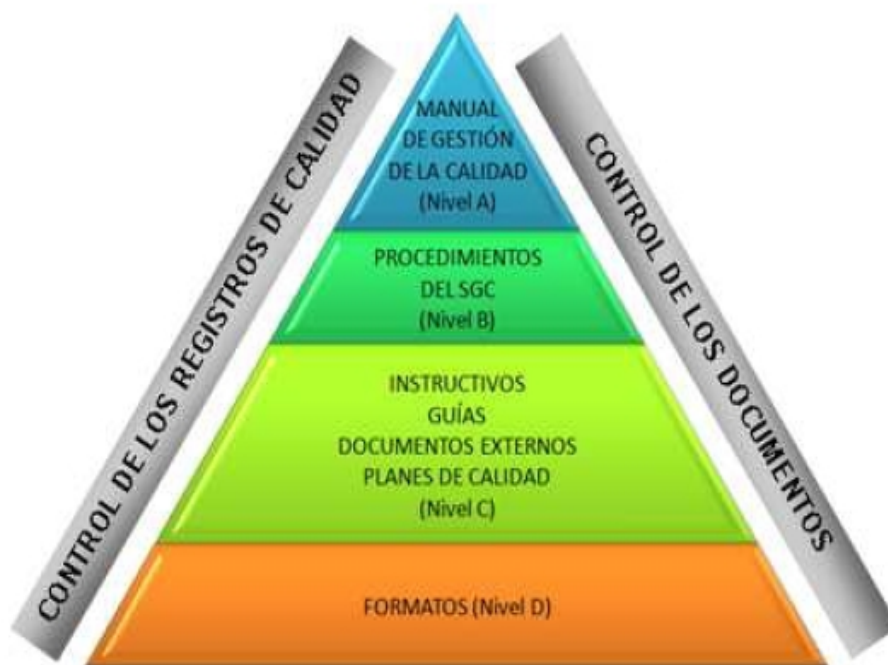 CONTROL DE LOS REGISTROS DE CALIDAD
MANUAL
DE GESTIÓN
DE LA CALIDAD
(Nivel A)
PROCEDIMIENTOS
DEL SGC
(Nivel B)
INSTRUCTIVOS
GUÍAS
DOCUMENTOS EXTERNOS
PLANES DE CALIDAD
(Nivel C)
FORMATOS (Nivel D)
CONTROL DE LOS DOCUMENTOS